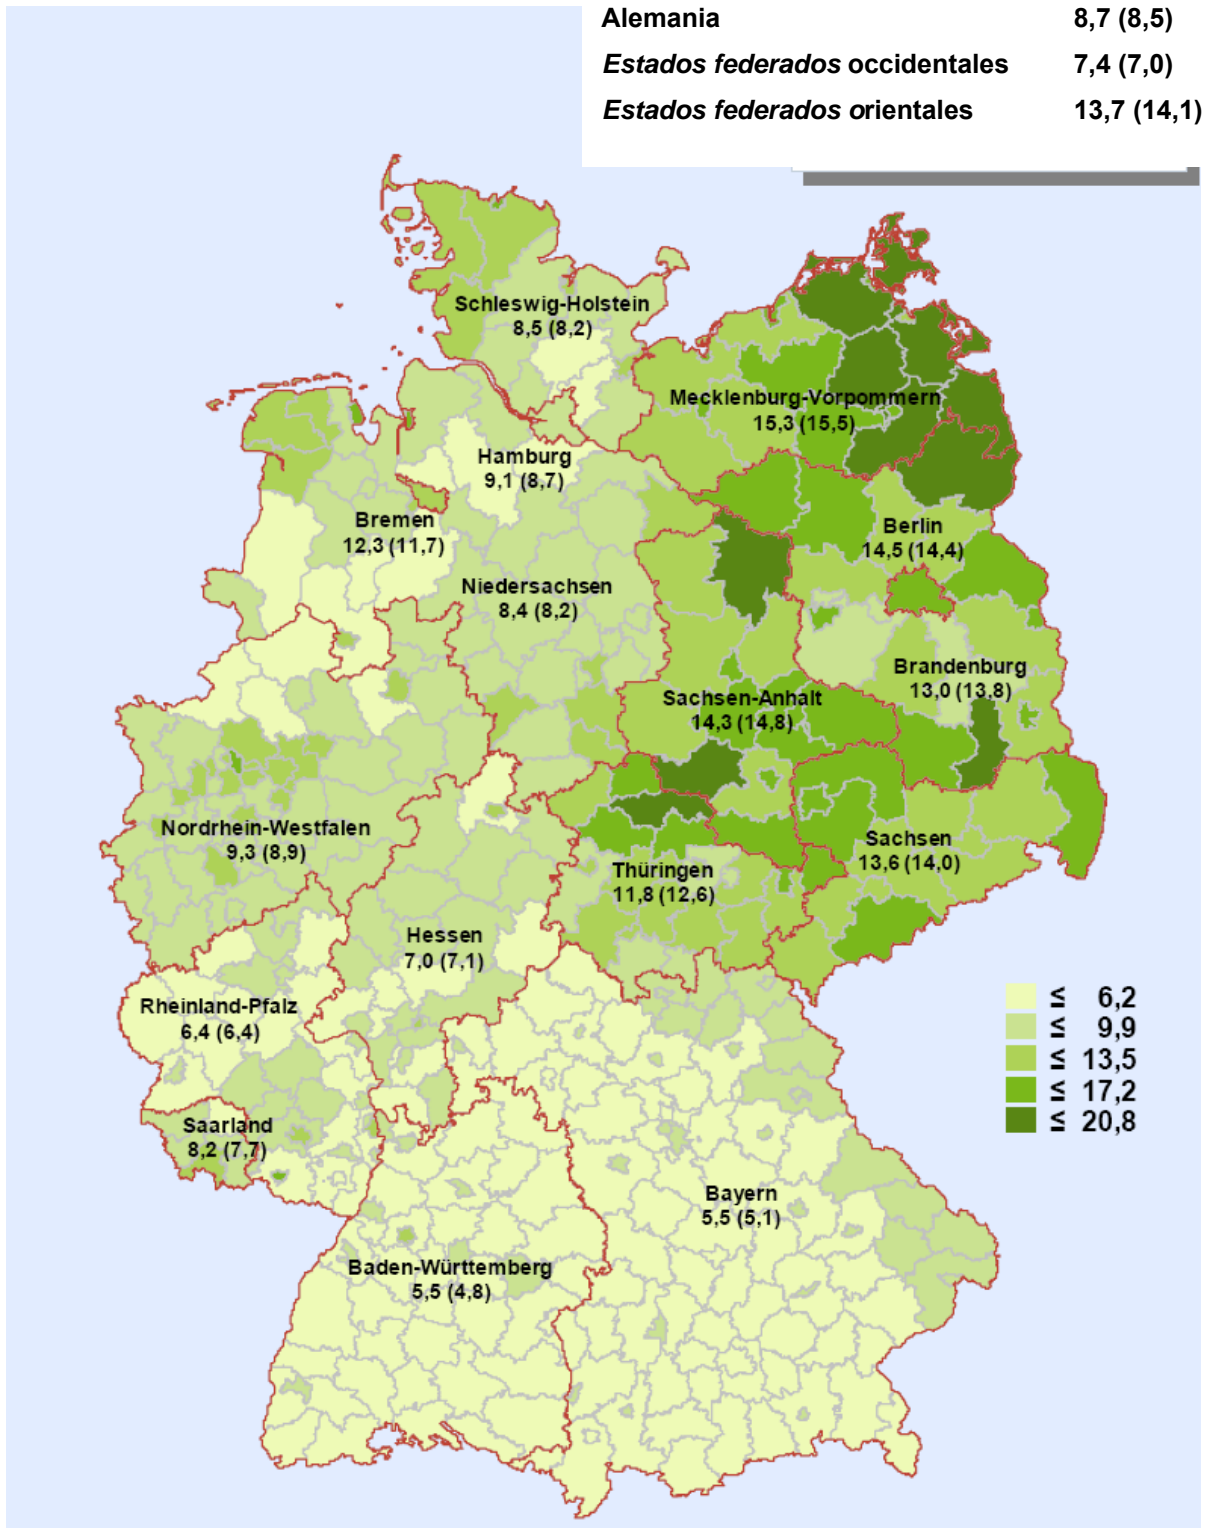 Alemania 8,7 (8,5)
Estados federados occidentales 7,4 (7,0)
Estados federados orientales 13,7 (14,1)
Schleswig-Holstein
8,5 (8,2)
Mecklenburg-Vorpommern
15,3 (15,5)
Hamburg
9,1 (8,7)
Bremen
12,3 (11,7)
Berlin
14,5 (14,4)
Niedersachsen
8,4 (8,2)
Brandenburg
13,0 (13,8)
Sachsen-Anhalt
14,3 (14,8)
Nordrhein-Westfalen
9,3 (8,9)
Sachsen
13,6 (14,0)
Thüringen
11,8 (12,6)
Hessen
7,0 (7,1)
Rheinland-Pfalz
6,4 (6,4)
≤ 6,2
≤ 9,9
≤ 13,5
≤ 17,2
≤ 20,8
Saarland
8,2 (7,7)
Bayern
5,5 (5,1)
Baden-Württemberg
5,5 (4,8)